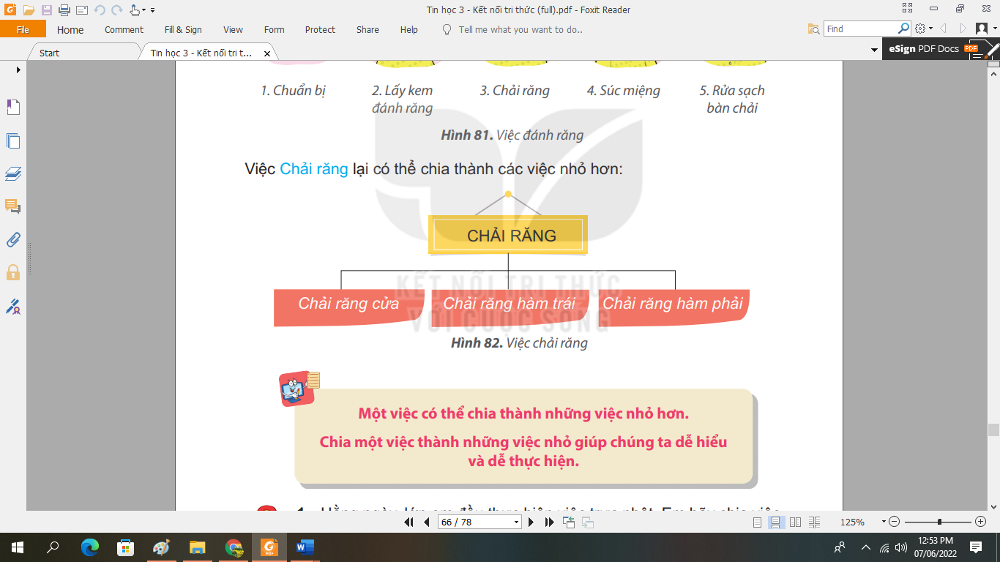 Tin học 3 - Kết nối tri thức (full).pdf - Foxit Reader
File Home Comment Fill & Sign View Form Protect Share Help Tell me what you want to do.. Find
Start Tin học 3 - Kết nối tri t... eSign PDF Docs PDF
1. Chuẩn bị 2. Lấy kem 3. Chải răng 4. Súc miệng 5. Rửa sạch
đánh răng bàn chải
Hình 81. Việc đánh răng
Việc Chải răng lại có thể chia thành các việc nhỏ hơn:
CHẢI RĂNG
KẾT NỐI TRI THỨC
Chải răng cửa Chải răng hàm trái Chải răng hàm phải
VỚI CUỘC SỐNG
Hình 82. Việc chải răng
Một việc có thể chia thành những việc nhỏ hơn.
Chia một việc thành những việc nhỏ giúp chúng ta dễ hiểu
và dễ thực hiện.
1. Hằng ngày, lớp em đều thực hiện việc trực nhật. Em hãy chia việc
66 / 78 125%
12:53 PM
07/06/2022